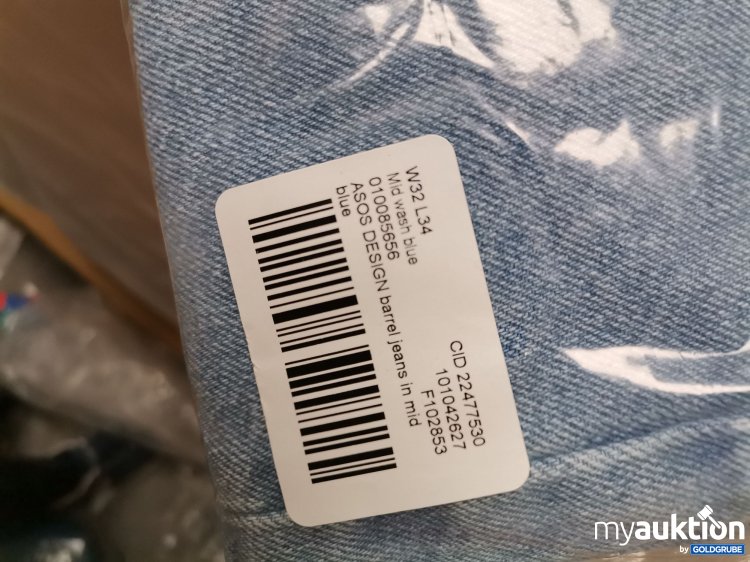 W32 L34
Mid wash blue
010085656
ASOS DESIGN barrel jeans in mid
blue
CID 22477530
101042627
F102853
myauktion
by GOLDGRUBE